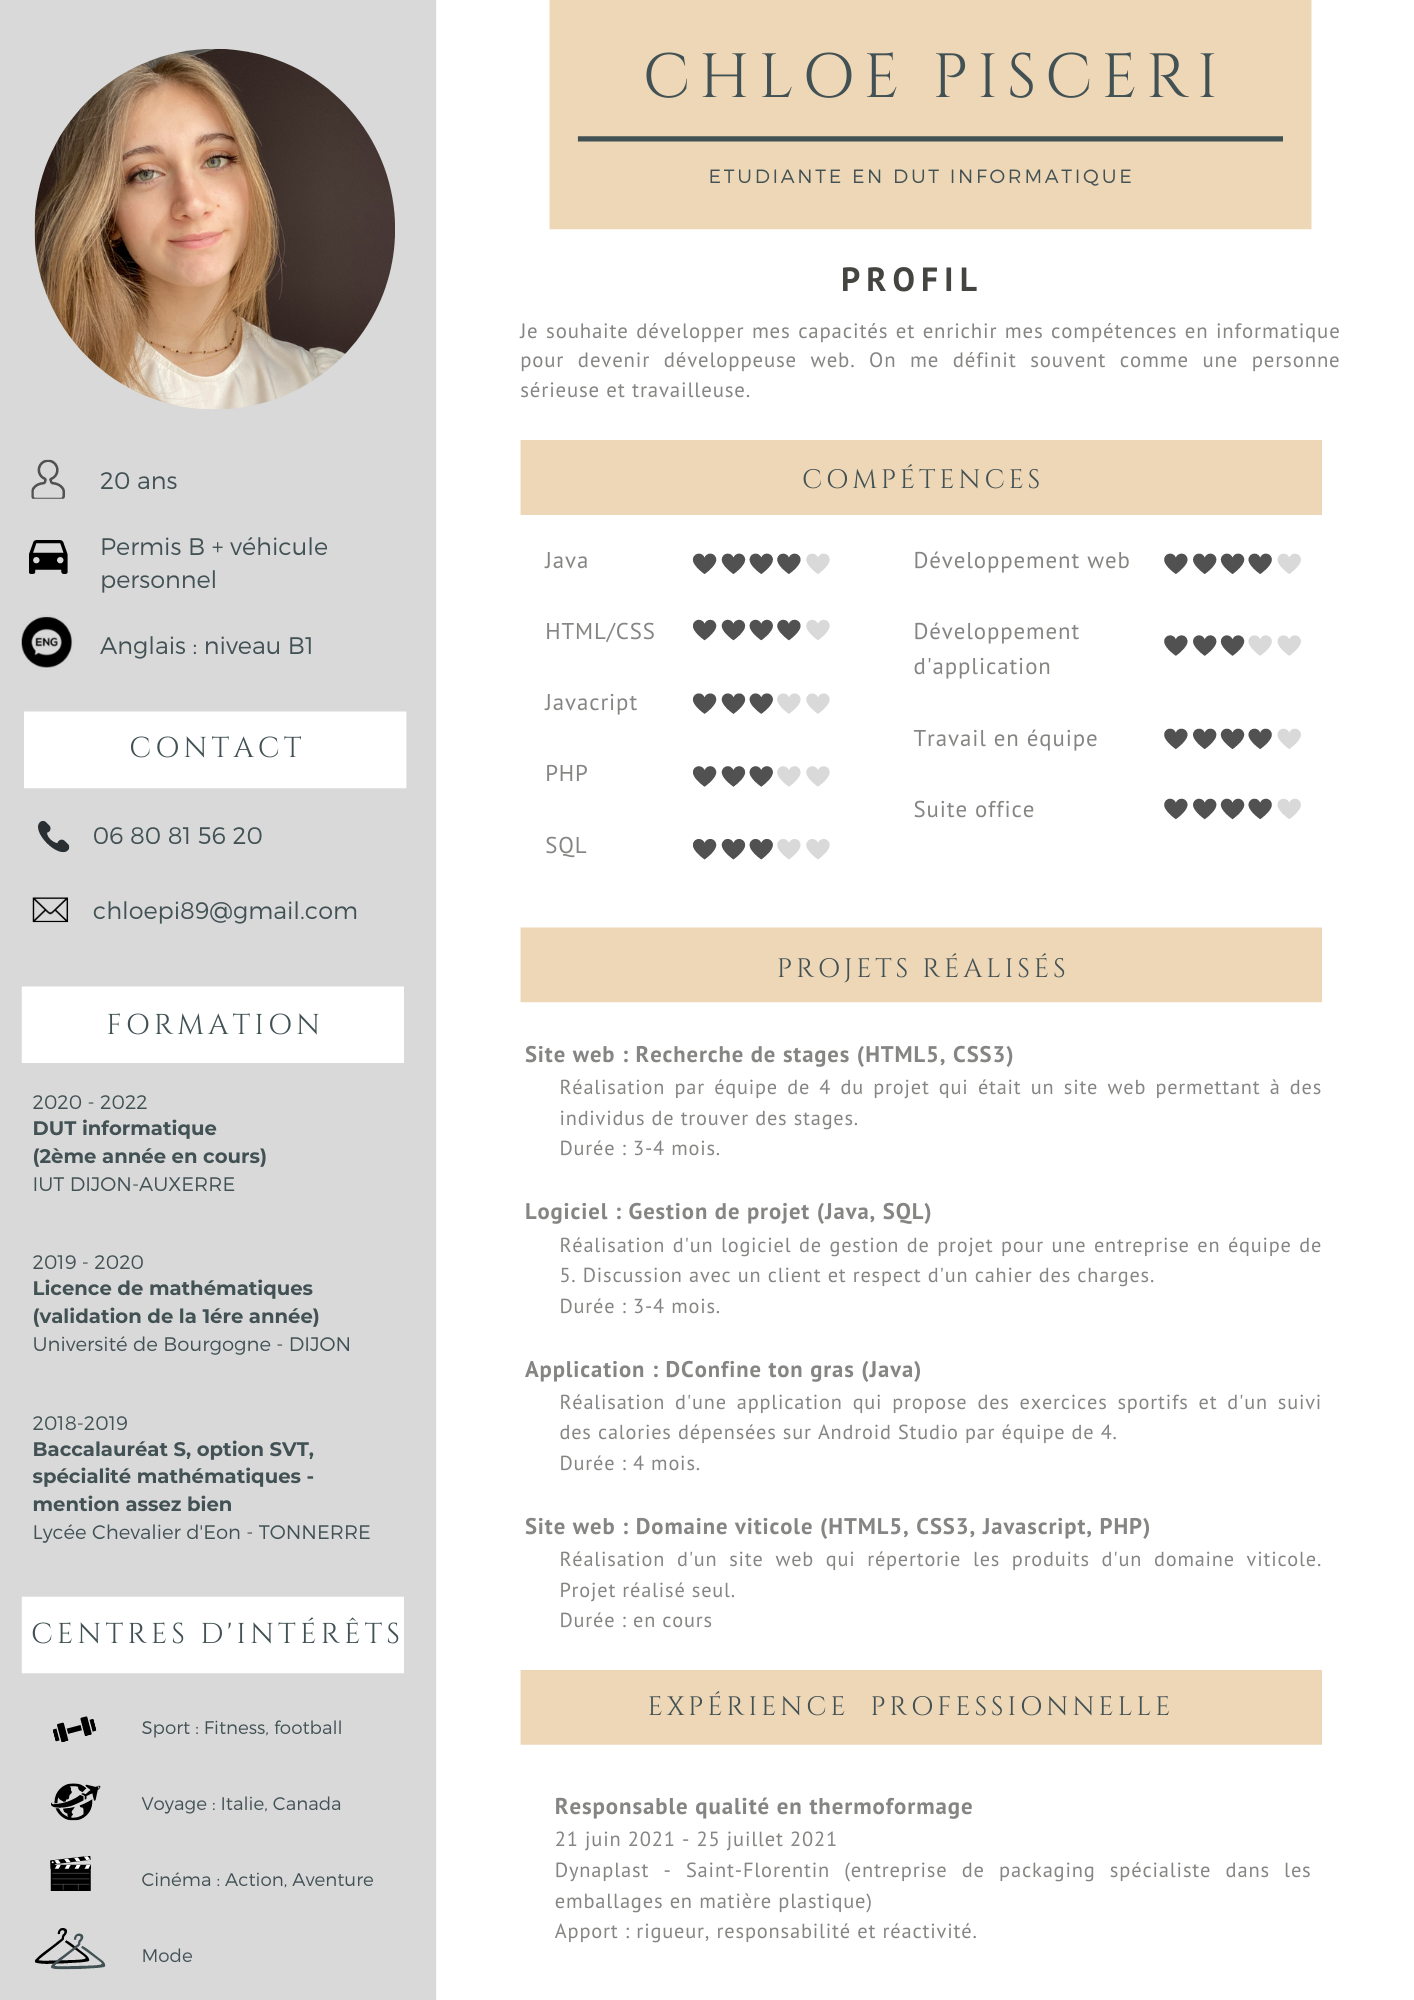 CHLOE PISCERI
ETUDIANTE EN DUT INFORMATIQUE
20 ans
Permis B + véhicule
personnel
ENG
Anglais : niveau B1
CONTACT
06 80 81 56 20
chloepi89@gmail.com
FORMATION
2020 - 2022
DUT informatique
(2ème année en cours)
IUT DIJON-AUXERRE
2019 - 2020
Licence de mathématiques
(validation de la 1ére année)
Université de Bourgogne - DIJON
2018-2019
Baccalauréat S, option SVT,
spécialité mathématiques -
mention assez bien
Lycée Chevalier d'Eon - TONNERRE
CENTRES D'INTÉRÊTS
Sport : Fitness, football
Voyage : Italie, Canada
Cinéma : Action, Aventure
Mode
PROFIL
Je souhaite développer mes capacités et enrichir mes compétences en informatique
pour devenir développeuse web. On me définit souvent comme une personne
sérieuse et travailleuse.
COMPÉTENCES
Java
HTML/CSS
Javacript
PHP
SQL
Développement web
Développement
d'application
Travail en équipe
Suite office
PROJETS RÉALISÉS
Site web : Recherche de stages (HTML5, CSS3)
Réalisation par équipe de 4 du projet qui était un site web permettant à des
individus de trouver des stages.
Durée : 3-4 mois.
Logiciel : Gestion de projet (Java, SQL)
Réalisation d'un logiciel de gestion de projet pour une entreprise en équipe de
5. Discussion avec un client et respect d'un cahier des charges.
Durée : 3-4 mois.
Application : DConfine ton gras (Java)
Réalisation d'une application qui propose des exercices sportifs et d'un suivi
des calories dépensées sur Android Studio par équipe de 4.
Durée : 4 mois.
Site web : Domaine viticole (HTML5, CSS3, Javascript, PHP)
Réalisation d'un site web qui répertorie les produits d'un domaine viticole.
Projet réalisé seul.
Durée : en cours
EXPÉRIENCE PROFESSIONNELLE
Responsable qualité en thermoformage
21 juin 2021 - 25 juillet 2021
Dynaplast - Saint-Florentin (entreprise de packaging spécialiste dans les
emballages en matière plastique)
Apport : rigueur, responsabilité et réactivité.